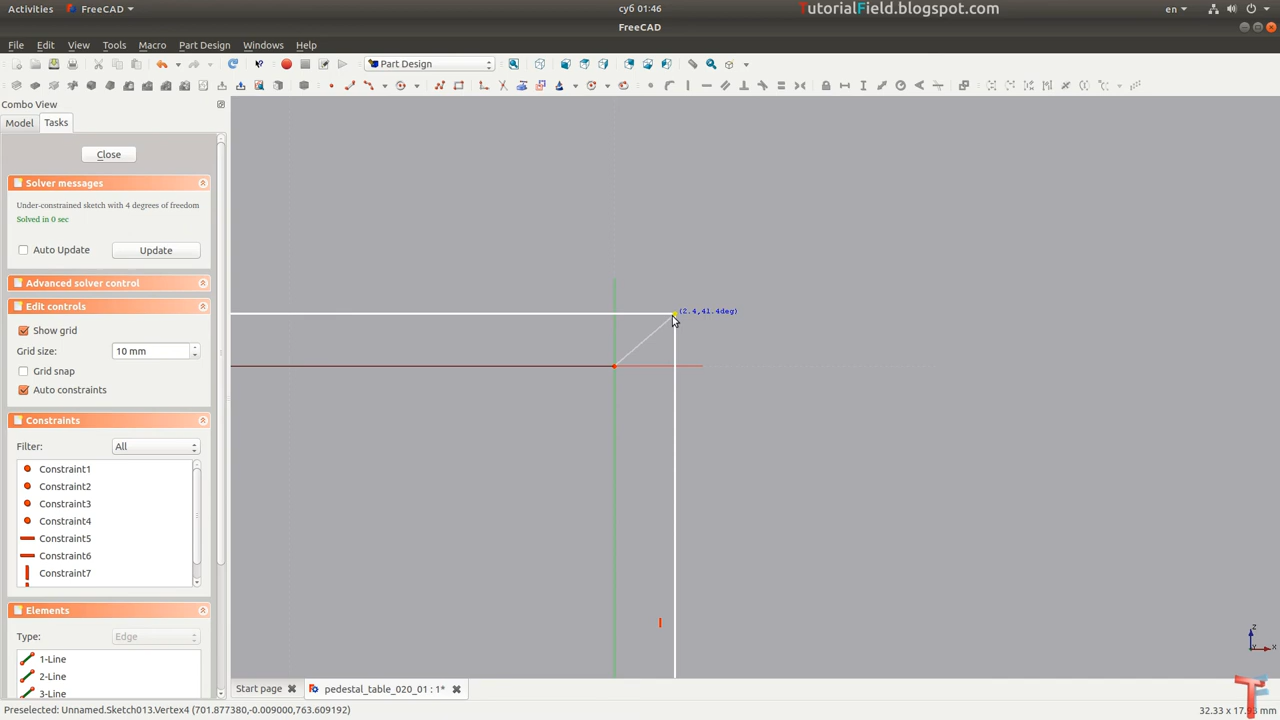 Activities FreeCAD суб 01:46 TutorialField.blogspot.com en
FreeCAD
File Edit View Tools Macro Part Design Windows Help
Part Design
Combo View
Model Tasks
Close
Solver messages
Under-constrained sketch with 4 degrees of freedom
Solved in 0 sec
Auto Update Update
Advanced solver control
Edit controls
Show grid
Grid size: 10 mm
Grid snap
Auto constraints
Constraints
Filter: All
Constraint1
Constraint2
Constraint3
Constraint4
Constraint5
Constraint6
Constraint7
Elements
Type: Edge
1-Line
2-Line
3-Line
(2.4,41.4deg)
Z
X
Y
Start page pedestal_table_020_01 : 1*
Preselected: Unnamed.Sketch013.Vertex4 (701.877380,-0.009000,763.609192)